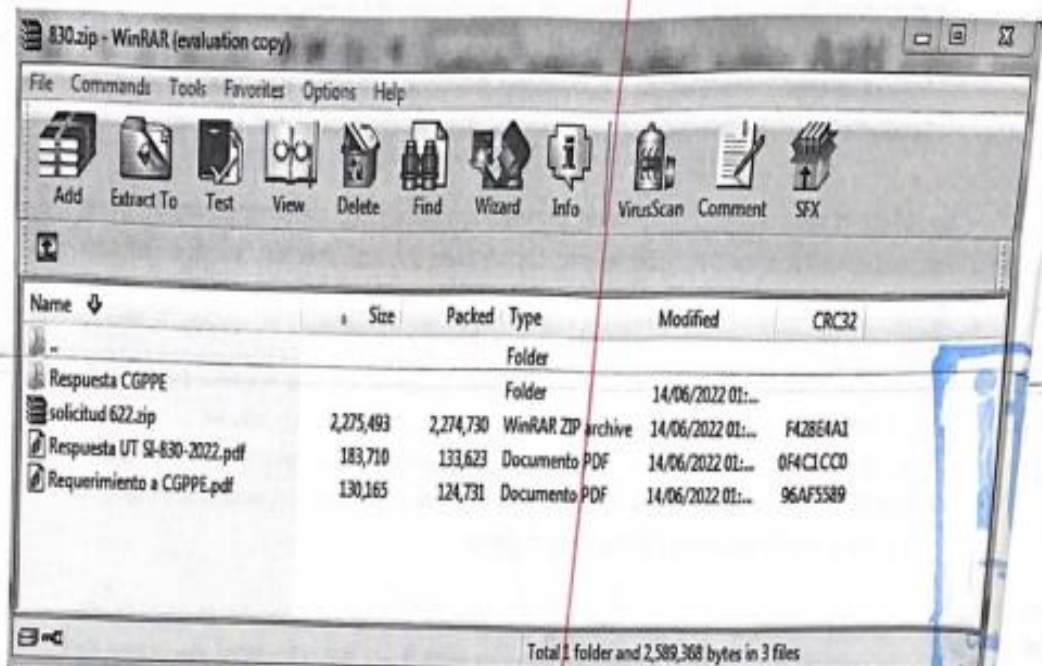 830.zip - WinRAR (evaluation copy)
File Commands Tools Favorites Options Help
Add Extract To Test View Delete Find Wizard Info VirusScan Comment SFX
Name Size Packed Type Modified CRC32
.. Folder
Respuesta CGPPE Folder 14/06/2022 01:...
solicitud 622.zip 2,275,493 2,274,730 WinRAR ZIP archive 14/06/2022 01:... F428E4A1
Respuesta UT SI-830-2022.pdf 183,710 133,623 Documento PDF 14/06/2022 01:... 0F4C1CC0
Requerimiento a CGPPE.pdf 130,165 124,731 Documento PDF 14/06/2022 01:... 96AF5589
Total 1 folder and 2,589,368 bytes in 3 files